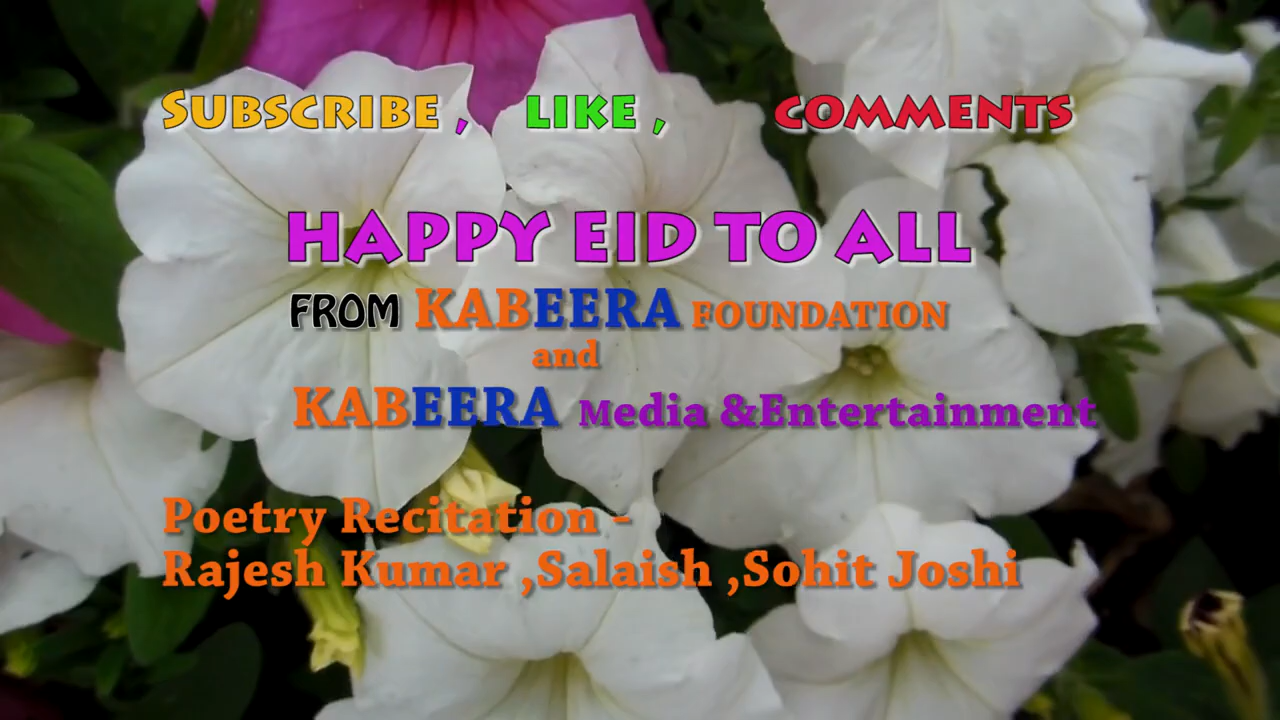 Subscribe , LIKE , COMMENTS
HAPPY EID TO ALL
FROM KABEERA FOUNDATION
and
KABEERA Media &Entertainment
Poetry Recitation -
Rajesh Kumar ,Salaish ,Sohit Joshi